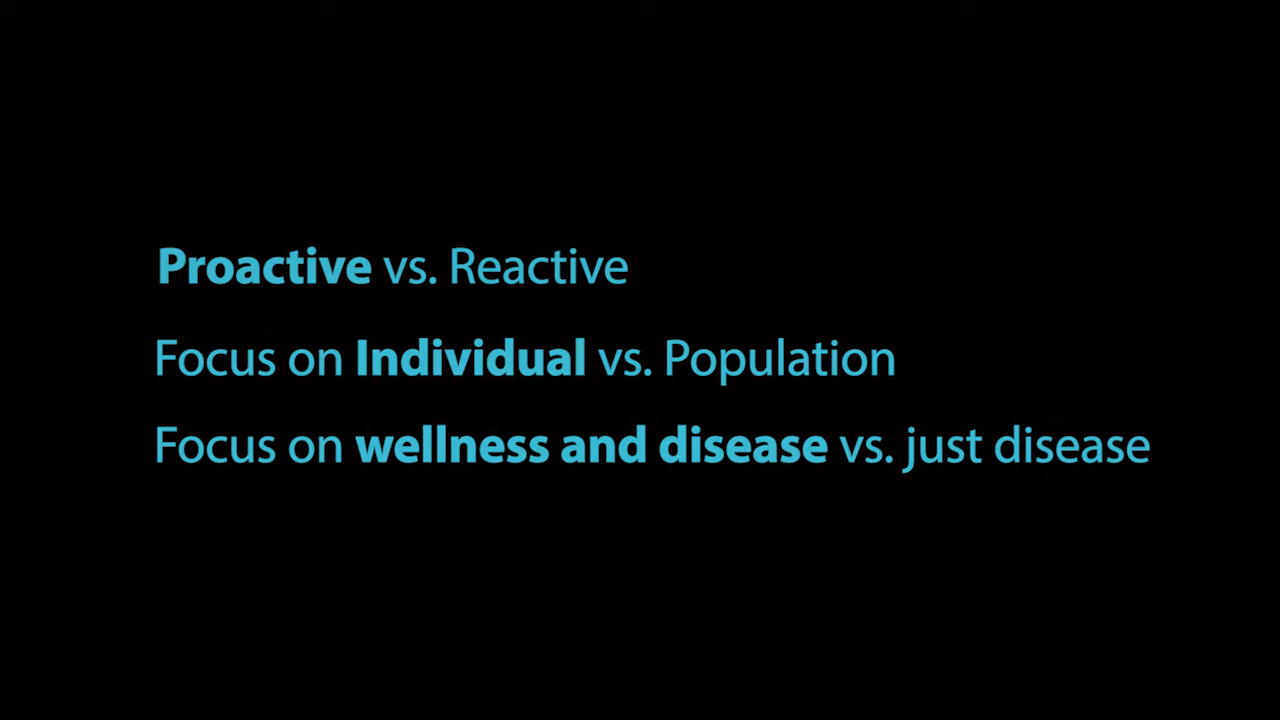 Proactive vs. Reactive
Focus on Individual vs. Population
Focus on wellness and disease vs. just disease